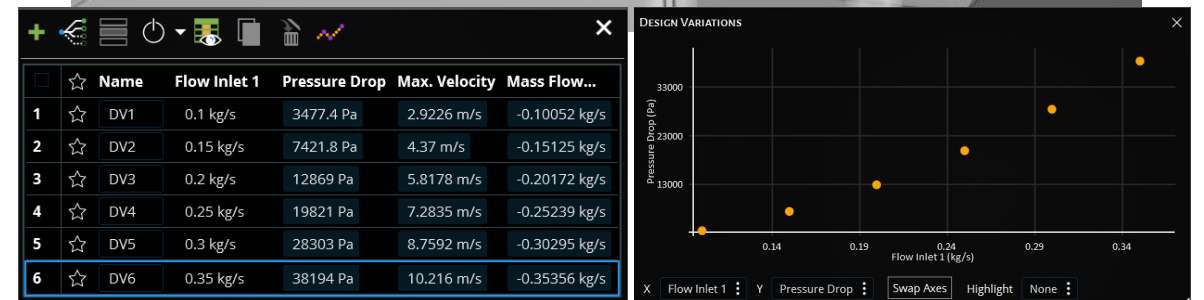 Name Flow Inlet 1 Pressure Drop Max. Velocity Mass Flow...
1 DV1 0.1 kg/s 3477.4 Pa 2.9226 m/s -0.10052 kg/s
2 DV2 0.15 kg/s 7421.8 Pa 4.37 m/s -0.15125 kg/s
3 DV3 0.2 kg/s 12869 Pa 5.8178 m/s -0.20172 kg/s
4 DV4 0.25 kg/s 19821 Pa 7.2835 m/s -0.25239 kg/s
5 DV5 0.3 kg/s 28303 Pa 8.7592 m/s -0.30295 kg/s
6 DV6 0.35 kg/s 38194 Pa 10.216 m/s -0.35356 kg/s
DESIGN VARIATIONS
Pressure Drop (Pa)
33000
23000
13000
0.14 0.19 0.24 0.29 0.34
Flow Inlet 1 (kg/s)
X Flow Inlet 1 Y Pressure Drop Swap Axes Highlight None